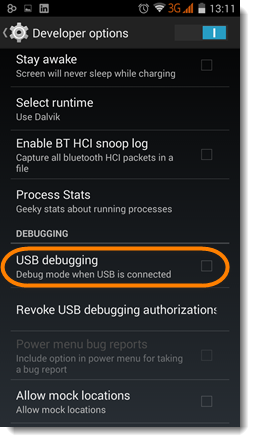 3G
13:11
Developer options
Stay awake
Screen will never sleep while charging
Select runtime
Use Dalvik
Enable BT HCI snoop log
Capture all bluetooth HCI packets in a
file
Process Stats
Geeky stats about running processes
DEBUGGING
USB debugging
Debug mode when USB is connected
Revoke USB debugging authorizations
Power menu bug reports
Include option in power menu for taking
a bug report
Allow mock locations
Allow mock locations